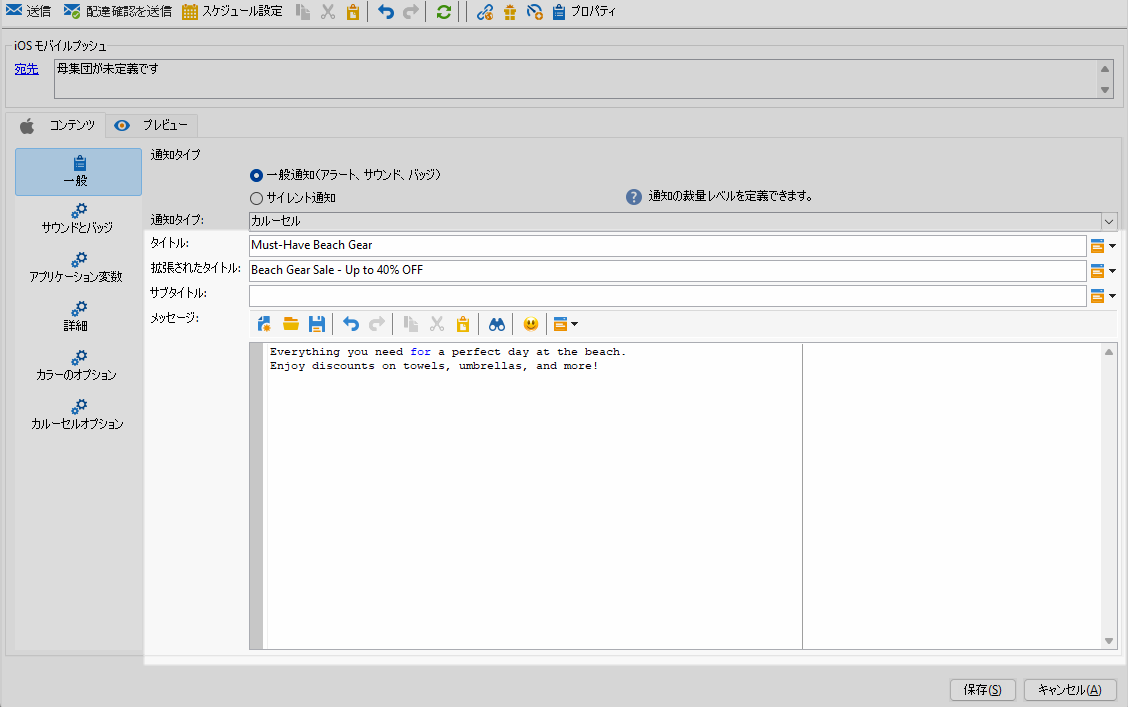 送信 配達確認を送信 スケジュール設定 プロパティ
iOS モバイルプッシュ
宛先 母集団が未定義です
コンテンツ プレビュー
一般
サウンドとバッジ
アプリケーション変数
詳細
カラーのオプション
カルーセルオプション
通知タイプ
一般通知(アラート、サウンド、バッジ)
サイレント通知 ? 通知の裁量レベルを定義できます。
通知タイプ: カルーセル
タイトル: Must-Have Beach Gear
拡張されたタイトル: Beach Gear Sale - Up to 40% OFF
サブタイトル:
メッセージ:
Everything you need for a perfect day at the beach.
Enjoy discounts on towels, umbrellas, and more!
保存(S) キャンセル(A)